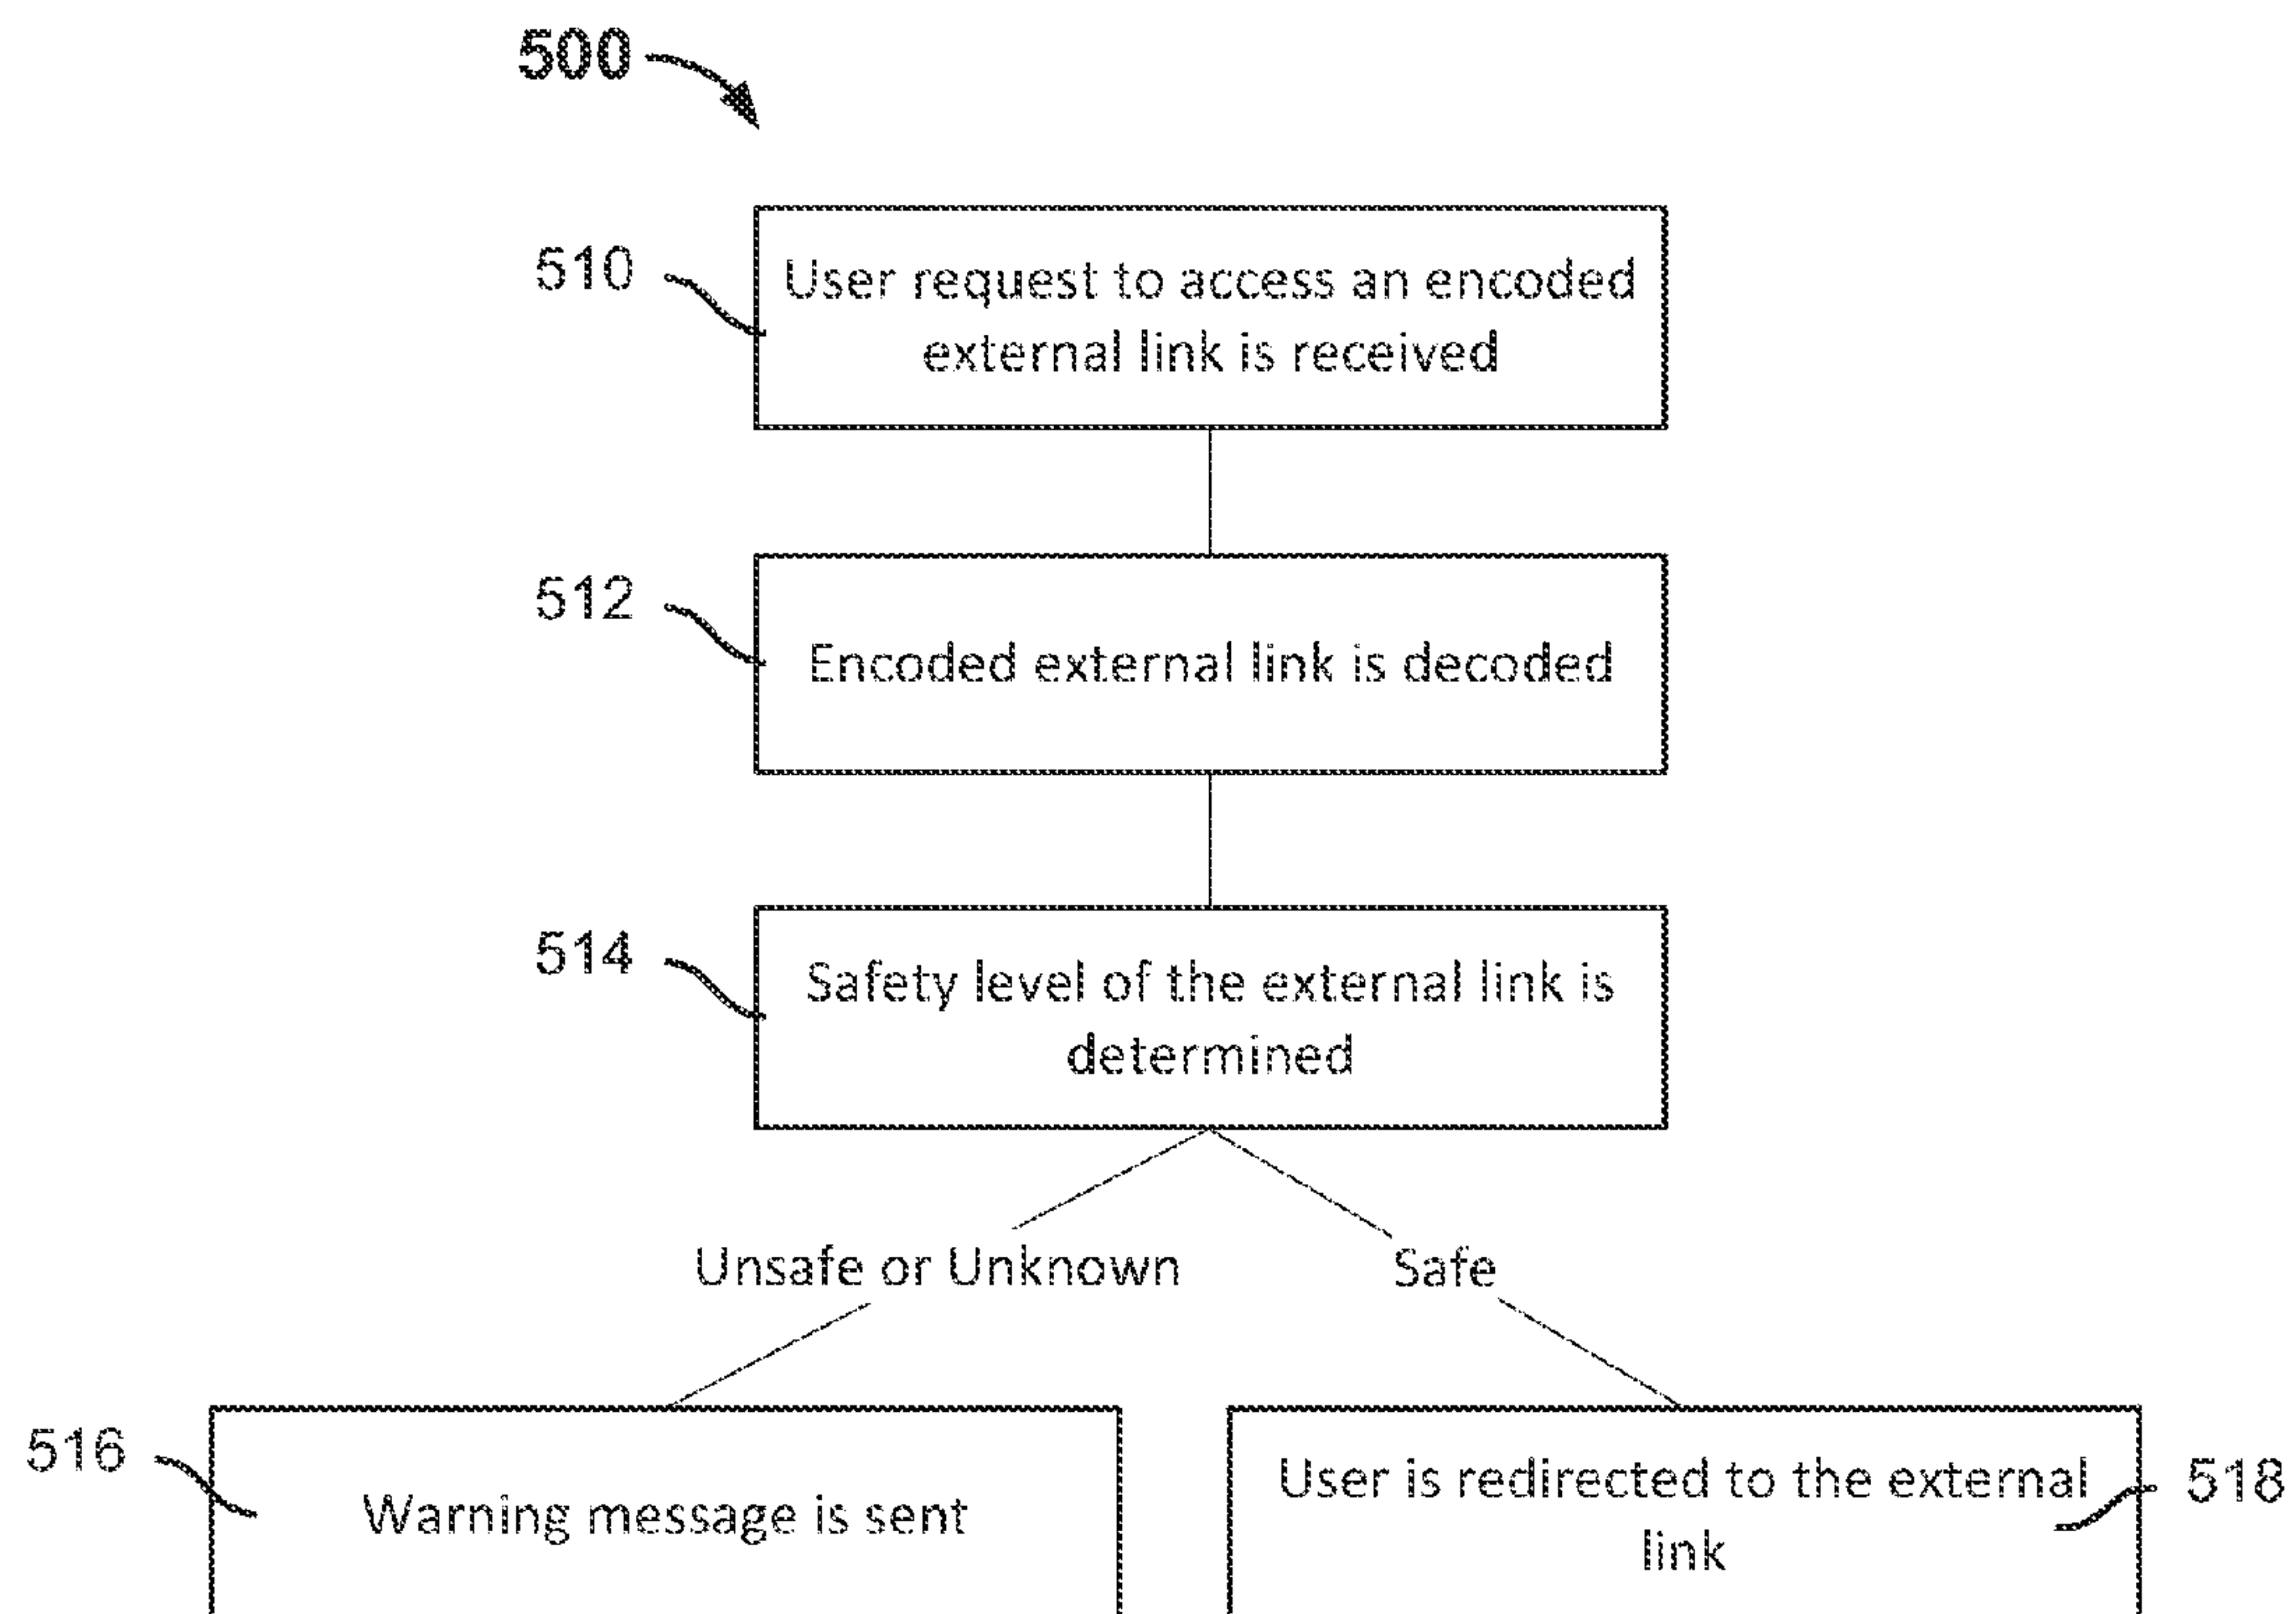 500
510
User request to access an encoded
external link is received
512
Encoded external link is decoded
514
Safety level of the external link is
determined
Unsafe or Unknown
Safe
516
Warning message is sent
User is redirected to the external
link
518